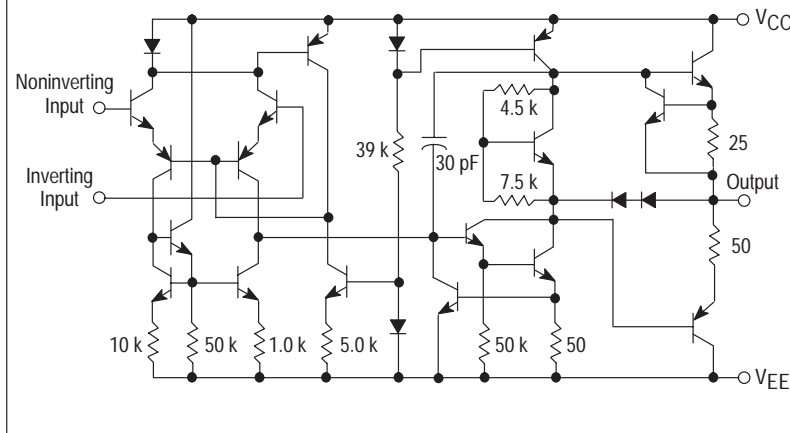 VCC
Noninverting
Input
4.5 k
39 k
30 pF
25
Inverting
Input
7.5 k
Output
50
10 k
50 k
1.0 k
5.0 k
50 k
50
VEE